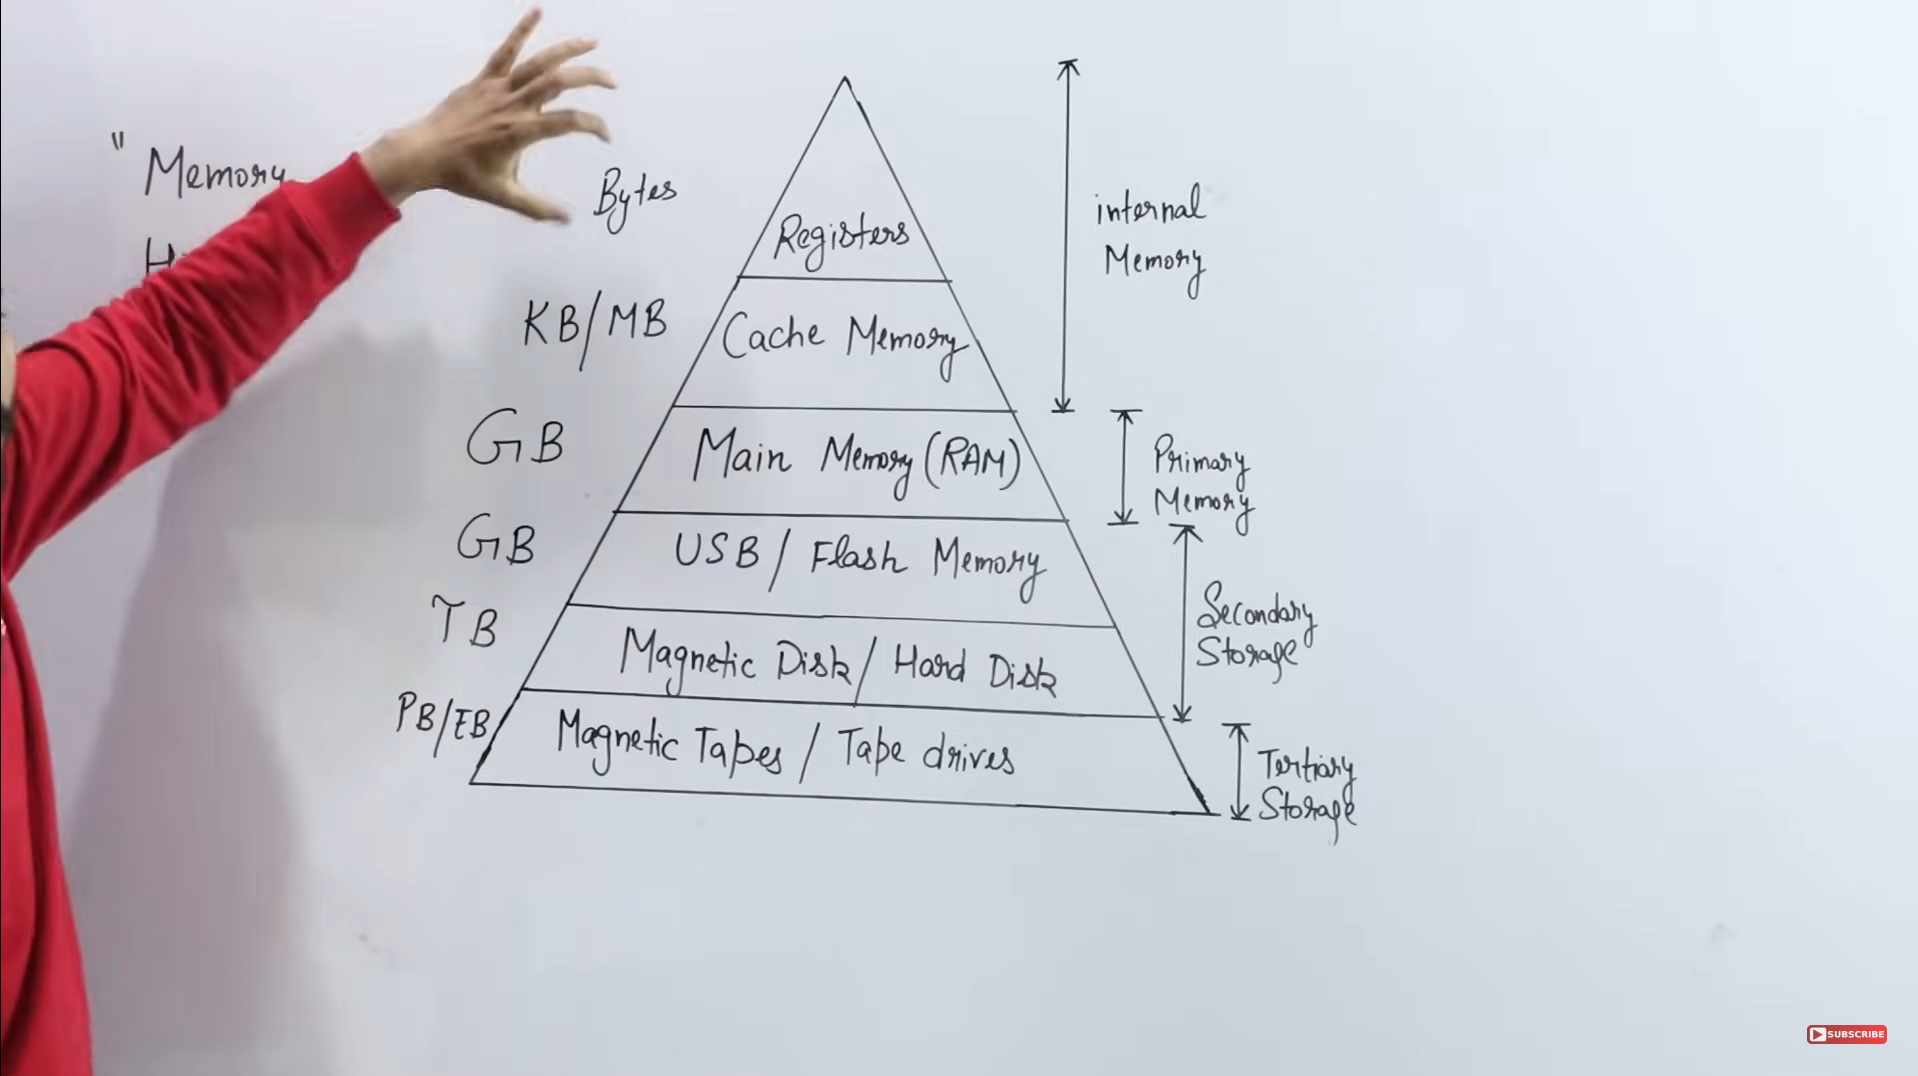 " Memory
Bytes
Registers
internal
Memory
KB/MB
Cache Memory
GB
Main Memory (RAM)
Primary
Memory
GB
USB / Flash Memory
TB
Magnetic Disk / Hard Disk
Secondary
Storage
PB/EB
Magnetic Tapes / Tape drives
Tertiary
Storage
SUBSCRIBE